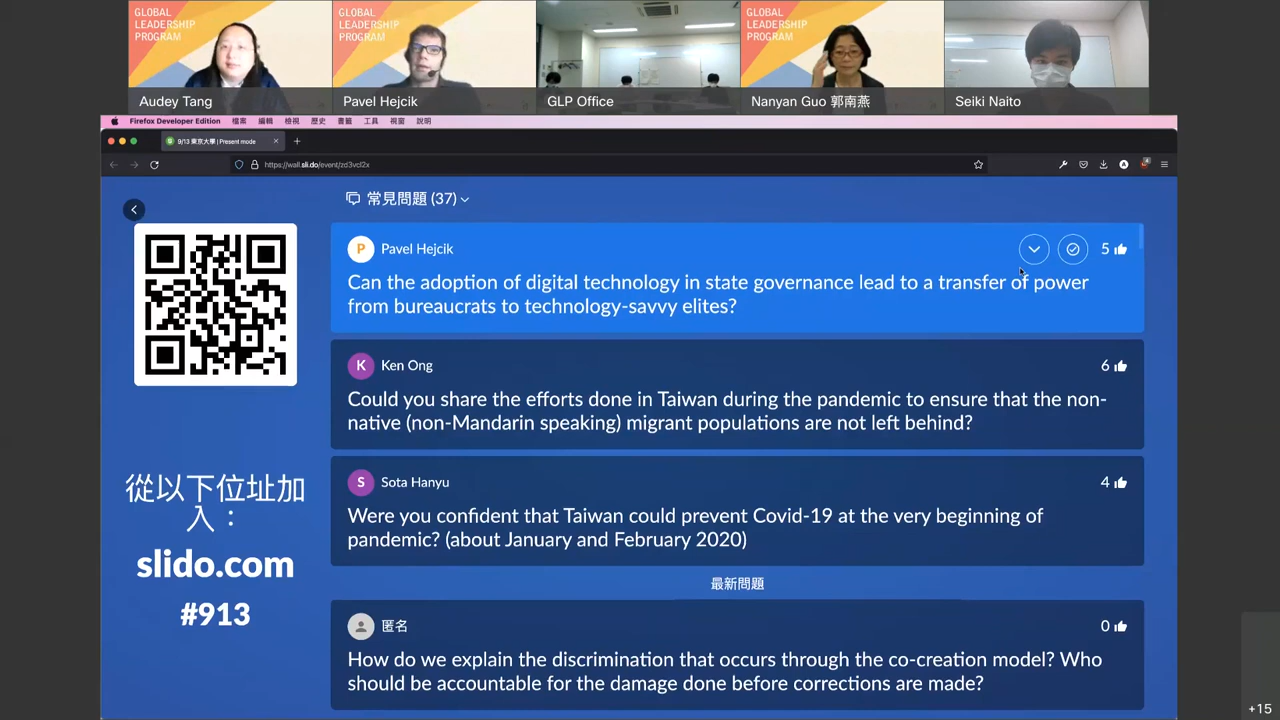 GLOBAL
LEADERSHIP
PROGRAM
GLOBAL
LEADERSHIP
PROGRAM
GLOBAL
LEADERSHIP
PROGRAM
Audey Tang
Pavel Hejcik
GLP Office
Nanyan Guo 郭南燕
Seiki Naito
Firefox Developer Edition 檔案 編輯 檢視 歷史 書籤 工具 視窗 說明
9/13 東京大學 | Present mode
https://wall.sli.do/event/zd3vcl2x
常見問題 (37)
P Pavel Hejcik 5
Can the adoption of digital technology in state governance lead to a transfer of power
from bureaucrats to technology-savvy elites?
K Ken Ong 6
Could you share the efforts done in Taiwan during the pandemic to ensure that the non-
native (non-Mandarin speaking) migrant populations are not left behind?
S Sota Hanyu 4
Were you confident that Taiwan could prevent Covid-19 at the very beginning of
pandemic? (about January and February 2020)
最新問題
匿名 0
How do we explain the discrimination that occurs through the co-creation model? Who
should be accountable for the damage done before corrections are made?
從以下位址加
入：
slido.com
#913
+15